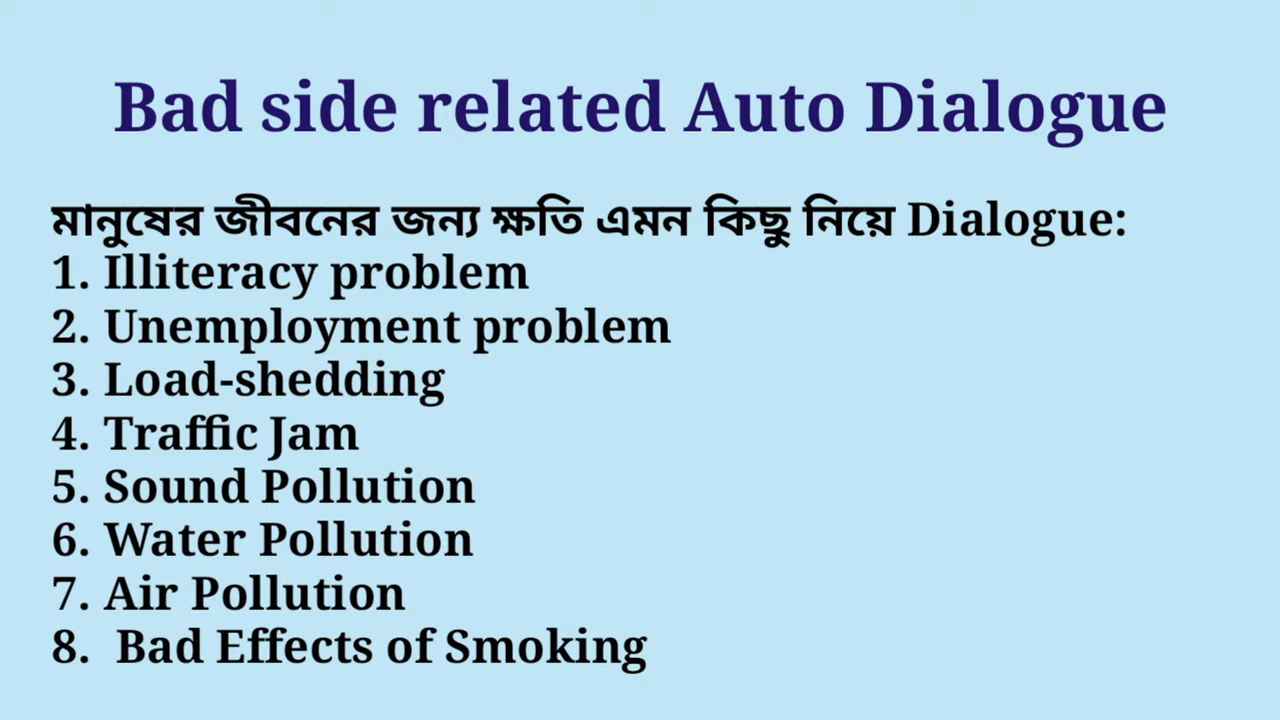 Bad side related Auto Dialogue
মানুষের জীবনের জন্য ক্ষতি এমন কিছু নিয়ে Dialogue:
1. Illiteracy problem
2. Unemployment problem
3. Load-shedding
4. Traffic Jam
5. Sound Pollution
6. Water Pollution
7. Air Pollution
8. Bad Effects of Smoking